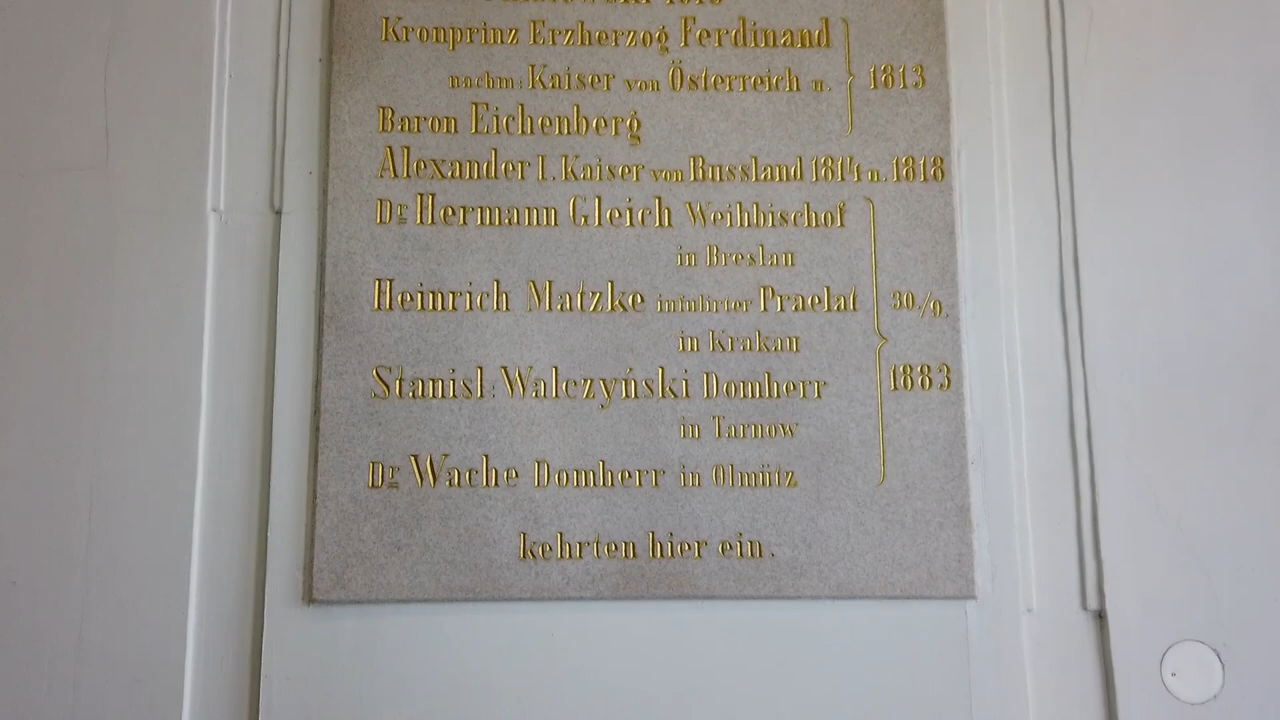 1813
Kronprinz Erzherzog Ferdinand
nachm: Kaiser von Österreich u. 1813
Baron Eichenberg
Alexander I. Kaiser von Russland 1814 u. 1818
Dr Hermann Gleich Weihbischof
in Breslau
Heinrich Matzke infulirter Praelat 30./9.
in Krakau
Stanisl: Walczyński Domherr 1883
in Tarnow
Dr Wache Domherr in Olmütz
kehrten hier ein.